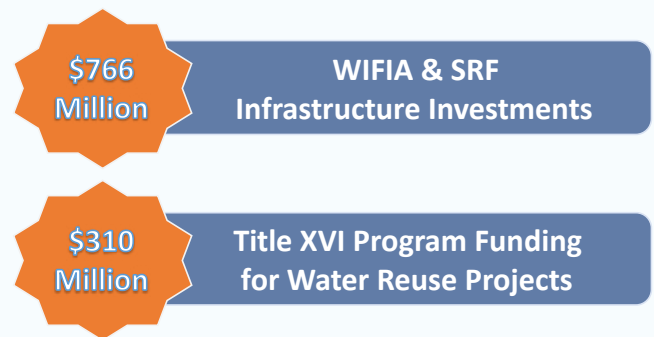 $766
Million
WIFIA & SRF
Infrastructure Investments
$310
Million
Title XVI Program Funding
for Water Reuse Projects